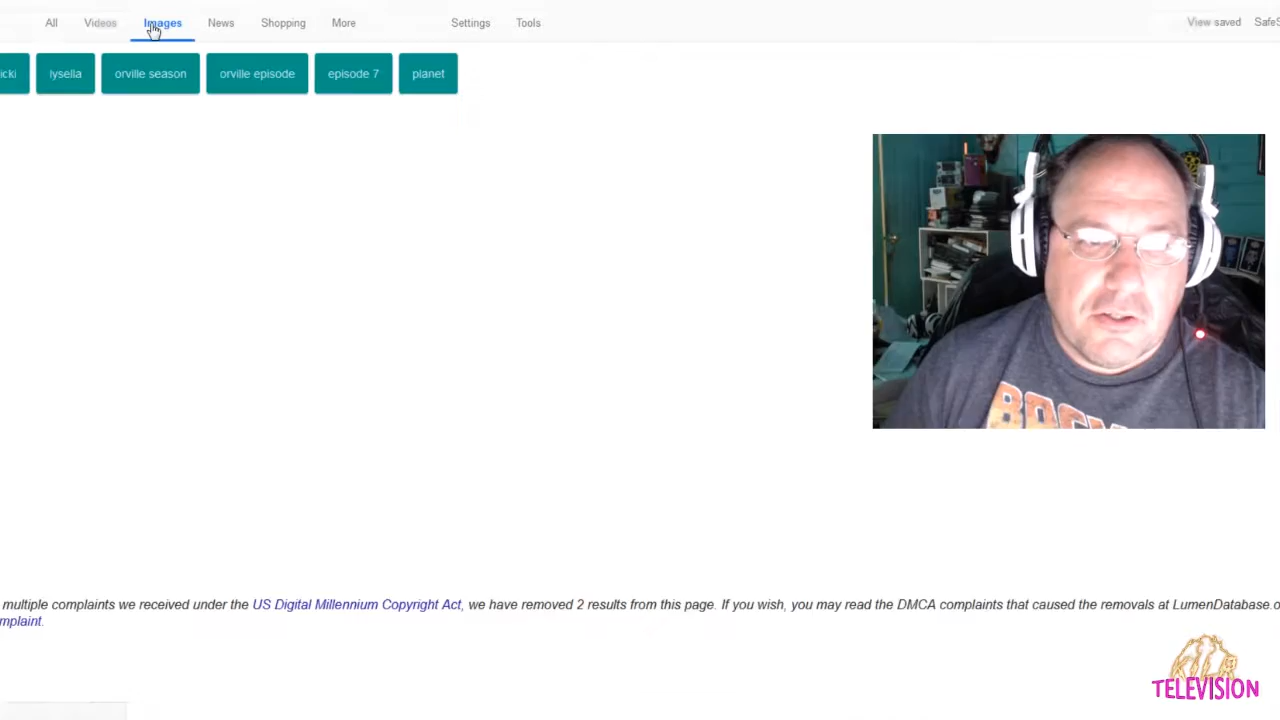 All Videos Images News Shopping More Settings Tools View saved
icki lysella orville season orville episode episode 7 planet
multiple complaints we received under the US Digital Millennium Copyright Act, we have removed 2 results from this page. If you wish, you may read the DMCA complaints that caused the removals at LumenDatabase.o
mplaint.
KILR
TELEVISION